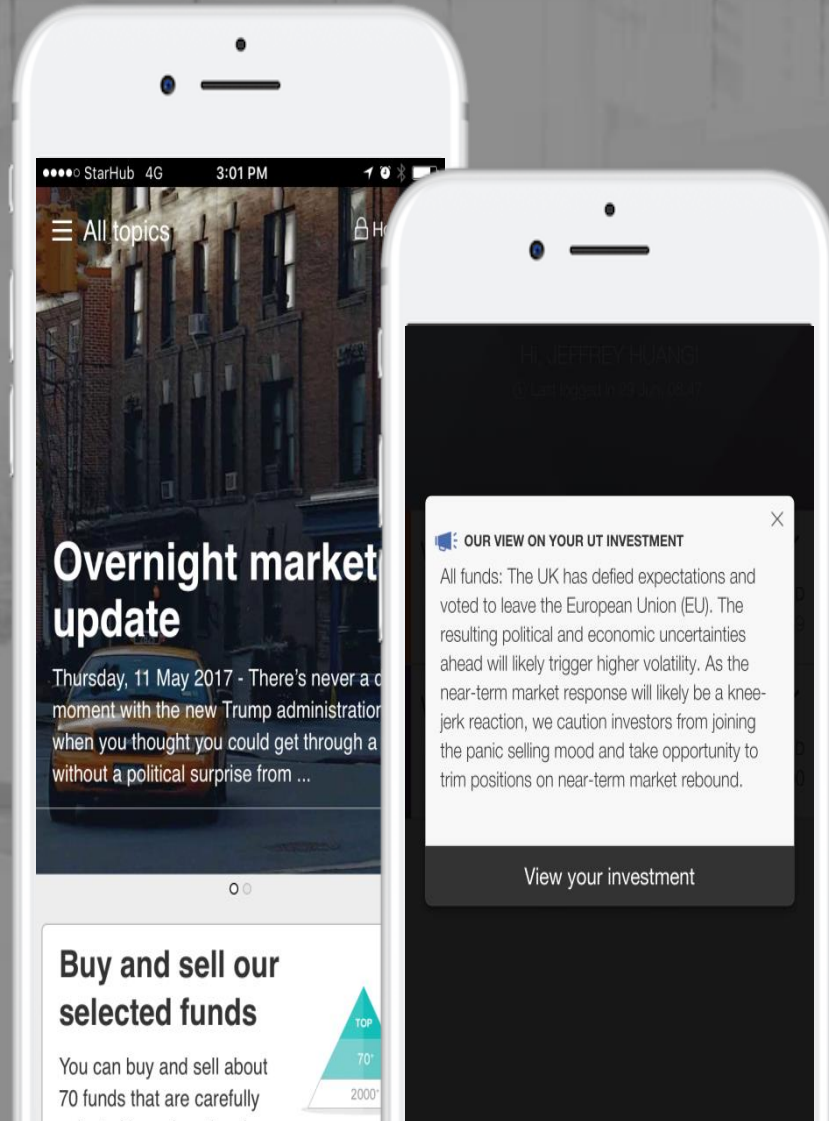 StarHub 4G 3:01 PM
All topics
Overnight market
update
Thursday, 11 May 2017 - There's never a d
moment with the new Trump administration
when you thought you could get through a
without a political surprise from ...
Buy and sell our
selected funds
TOP
70+
2000+
You can buy and sell about
70 funds that are carefully
Hi, JEFFREY HUANG!
OUR VIEW ON YOUR UT INVESTMENT
All funds: The UK has defied expectations and
voted to leave the European Union (EU). The
resulting political and economic uncertainties
ahead will likely trigger higher volatility. As the
near-term market response will likely be a knee-
jerk reaction, we caution investors from joining
the panic selling mood and take opportunity to
trim positions on near-term market rebound.
View your investment